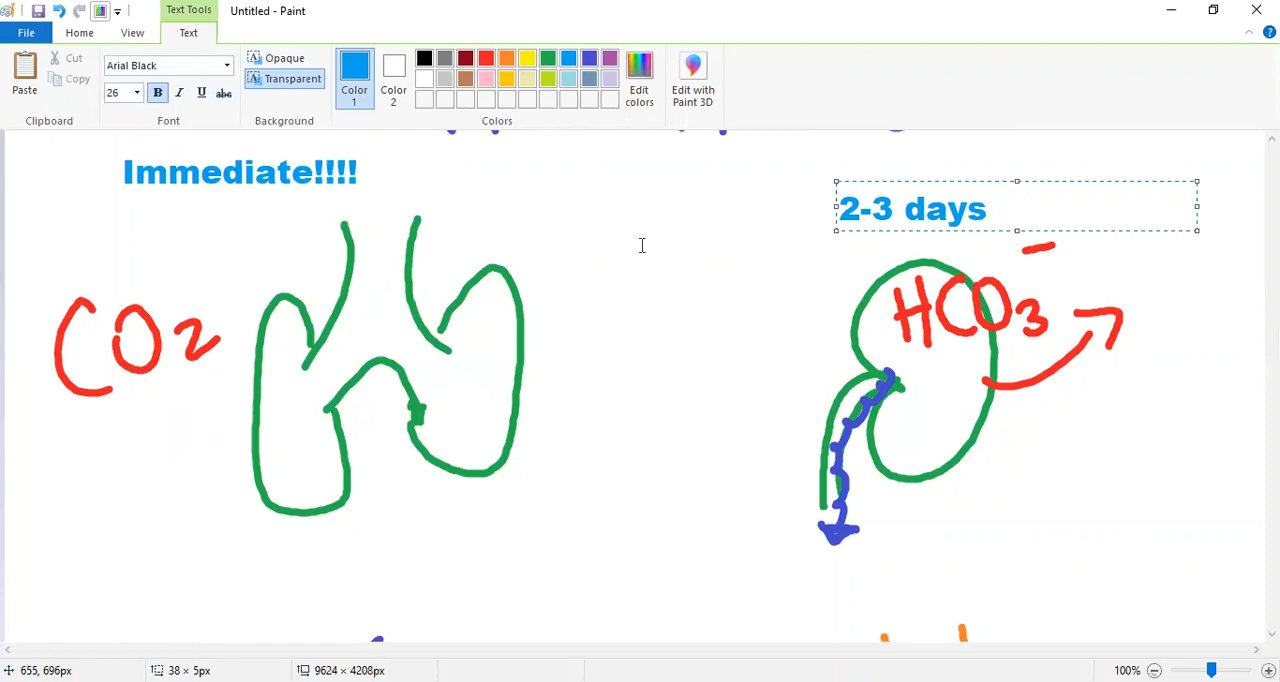 Text Tools
Untitled - Paint
File
Home
View
Text
Paste
Cut
Copy
Clipboard
Arial Black
26
B
I
U
abc
Font
Opaque
Transparent
Background
Color 1
Color 2
Edit colors
Colors
Edit with Paint 3D
Immediate!!!!
2-3 days
CO2
HCO3-
655, 696px
38 × 5px
9624 × 4208px
100%